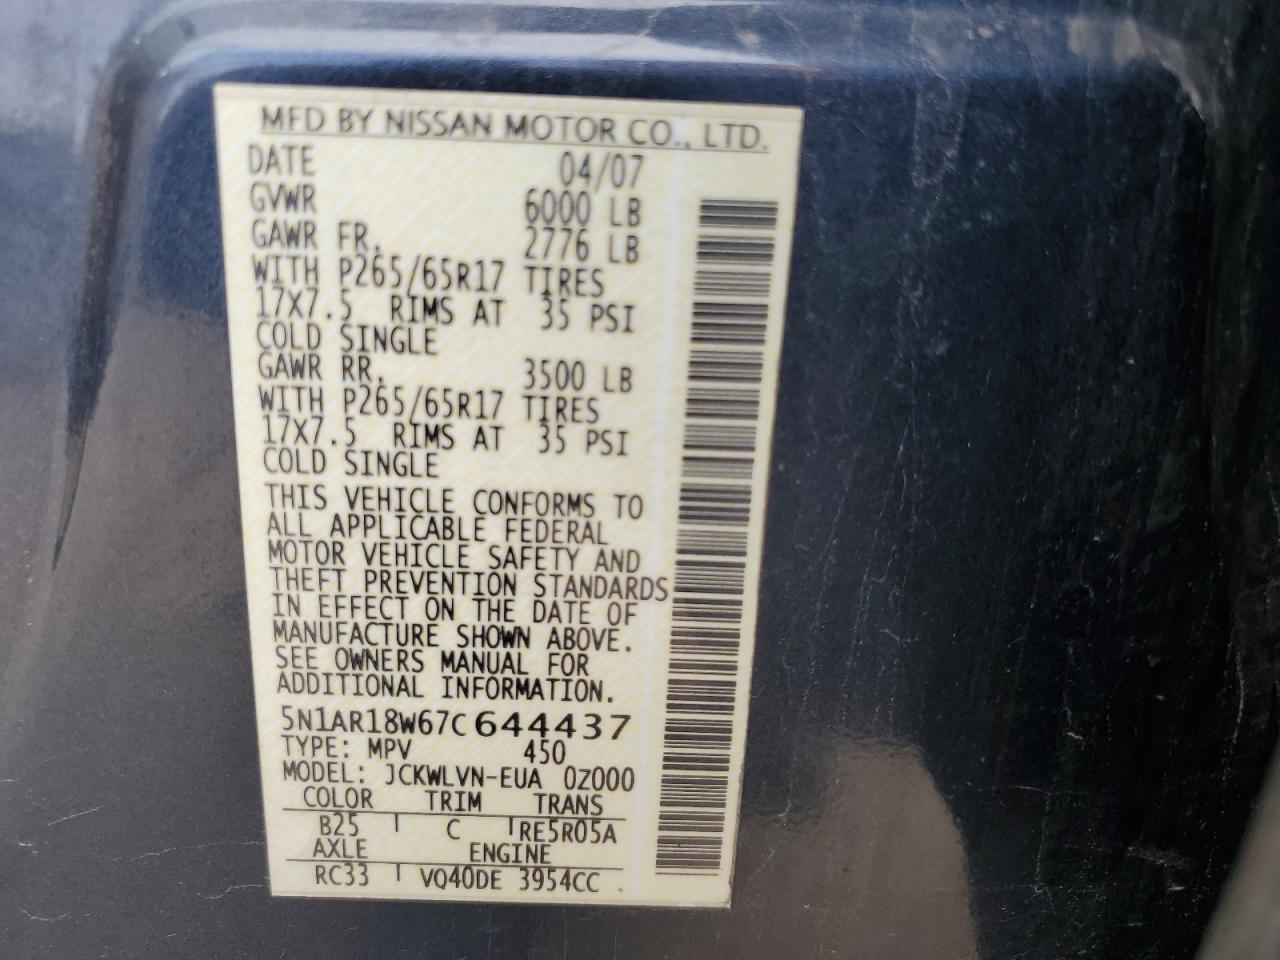 MFD BY NISSAN MOTOR CO., LTD.
DATE 04/07
GVWR 6000 LB
GAWR FR. 2776 LB
WITH P265/65R17 TIRES
17X7.5 RIMS AT 35 PSI
COLD SINGLE
GAWR RR. 3500 LB
WITH P265/65R17 TIRES
17X7.5 RIMS AT 35 PSI
COLD SINGLE
THIS VEHICLE CONFORMS TO
ALL APPLICABLE FEDERAL
MOTOR VEHICLE SAFETY AND
THEFT PREVENTION STANDARDS
IN EFFECT ON THE DATE OF
MANUFACTURE SHOWN ABOVE.
SEE OWNERS MANUAL FOR
ADDITIONAL INFORMATION.
5N1AR18W67C644437
TYPE: MPV 450
MODEL: JCKWLVN-EUA 0Z000
COLOR TRIM TRANS
B25 C RE5R05A
AXLE ENGINE
RC33 VQ40DE 3954CC